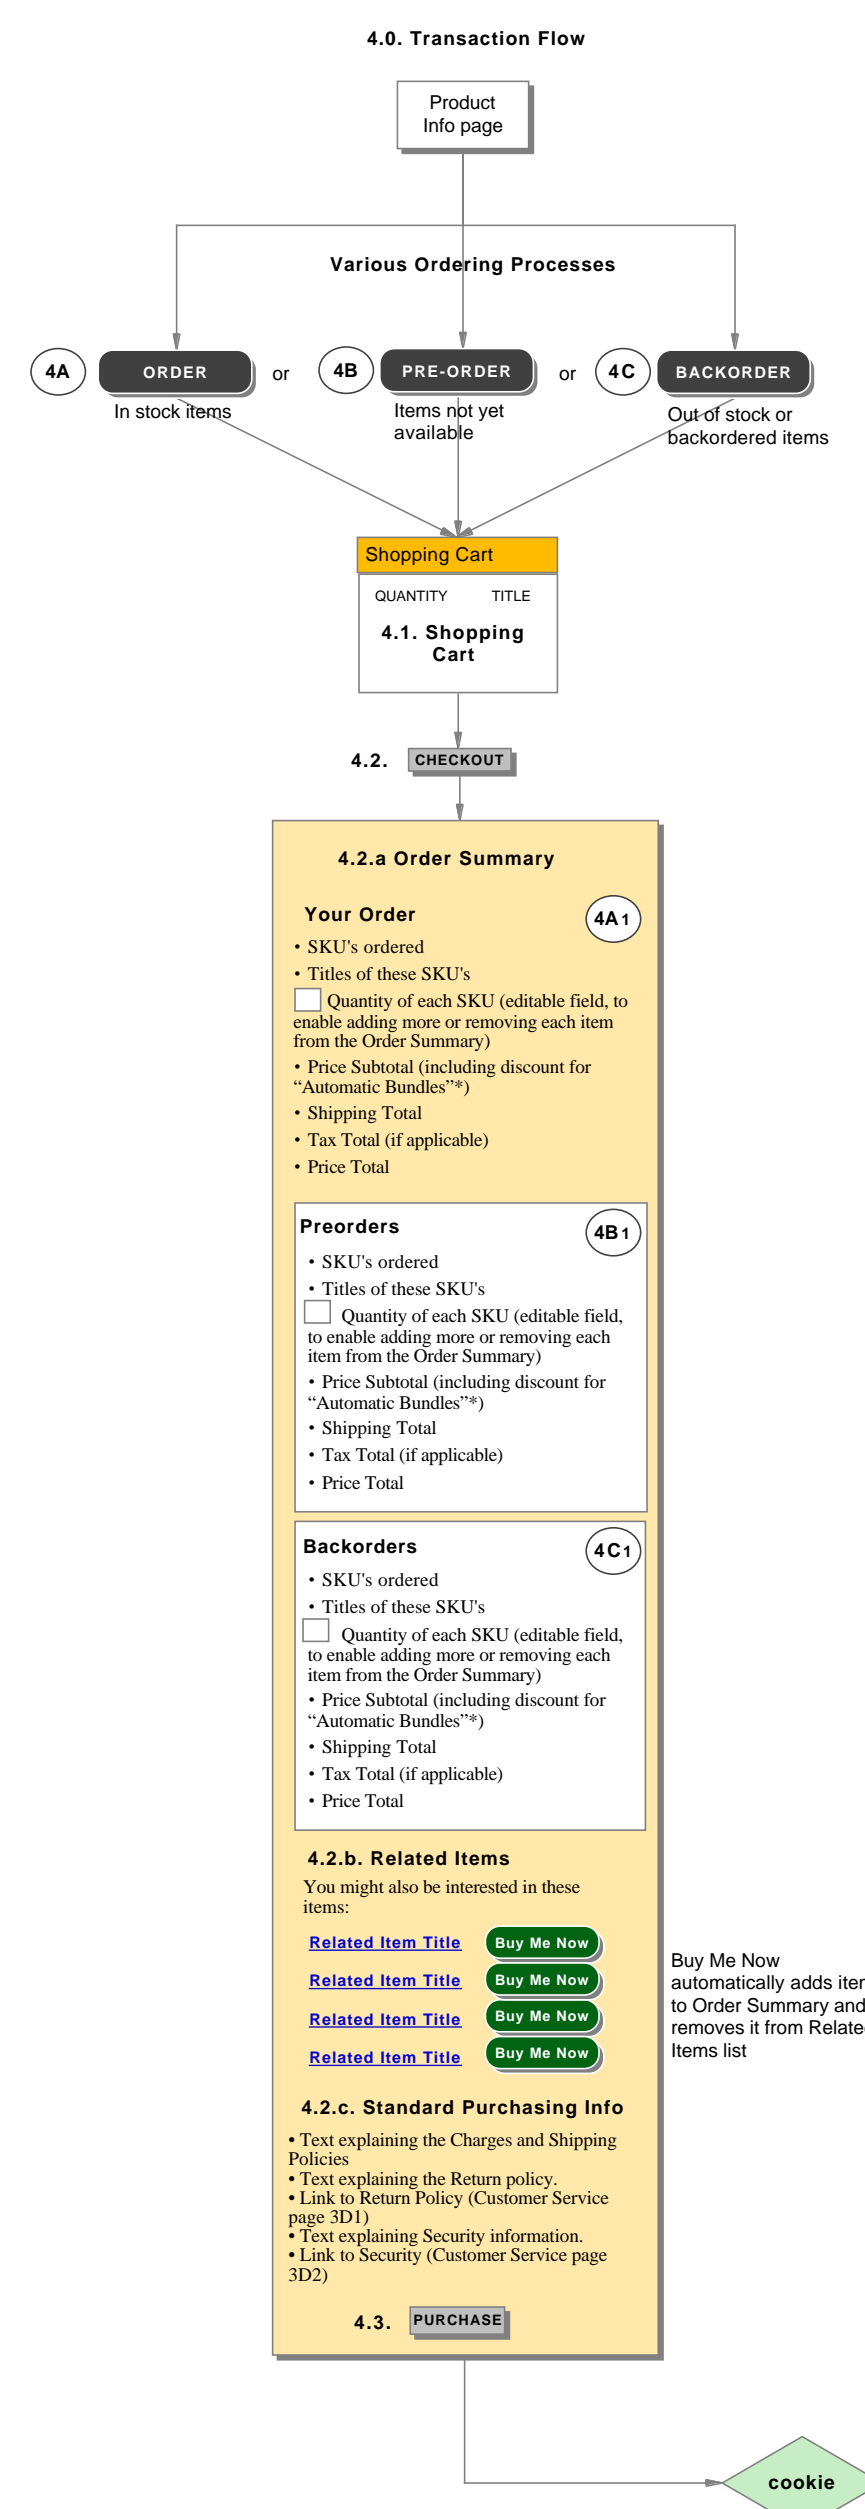 4.0. Transaction Flow
Product
Info page
Various Ordering Processes
4A ORDER or 4B PRE-ORDER or 4C BACKORDER
In stock items
Items not yet
available
Out of stock or
backordered items
Shopping Cart
QUANTITY TITLE
4.1. Shopping
Cart
4.2. CHECKOUT
4.2.a Order Summary
Your Order 4A1
• SKU's ordered
• Titles of these SKU's
Quantity of each SKU (editable field, to
enable adding more or removing each item
from the Order Summary)
• Price Subtotal (including discount for
“Automatic Bundles”*)
• Shipping Total
• Tax Total (if applicable)
• Price Total
Preorders 4B1
• SKU's ordered
• Titles of these SKU's
Quantity of each SKU (editable field,
to enable adding more or removing each
item from the Order Summary)
• Price Subtotal (including discount for
“Automatic Bundles”*)
• Shipping Total
• Tax Total (if applicable)
• Price Total
Backorders 4C1
• SKU's ordered
• Titles of these SKU's
Quantity of each SKU (editable field,
to enable adding more or removing each
item from the Order Summary)
• Price Subtotal (including discount for
“Automatic Bundles”*)
• Shipping Total
• Tax Total (if applicable)
• Price Total
4.2.b. Related Items
You might also be interested in these
items:
Related Item Title Buy Me Now
Related Item Title Buy Me Now
Related Item Title Buy Me Now
Related Item Title Buy Me Now
Buy Me Now
automatically adds
to Order Summary and
removes it from
Items list
4.2.c. Standard Purchasing Info
• Text explaining the Charges and Shipping
Policies
• Text explaining the Return policy.
• Link to Return Policy (Customer Service
page 3D1)
• Text explaining Security information.
• Link to Security (Customer Service page
3D2)
4.3. PURCHASE
cookie